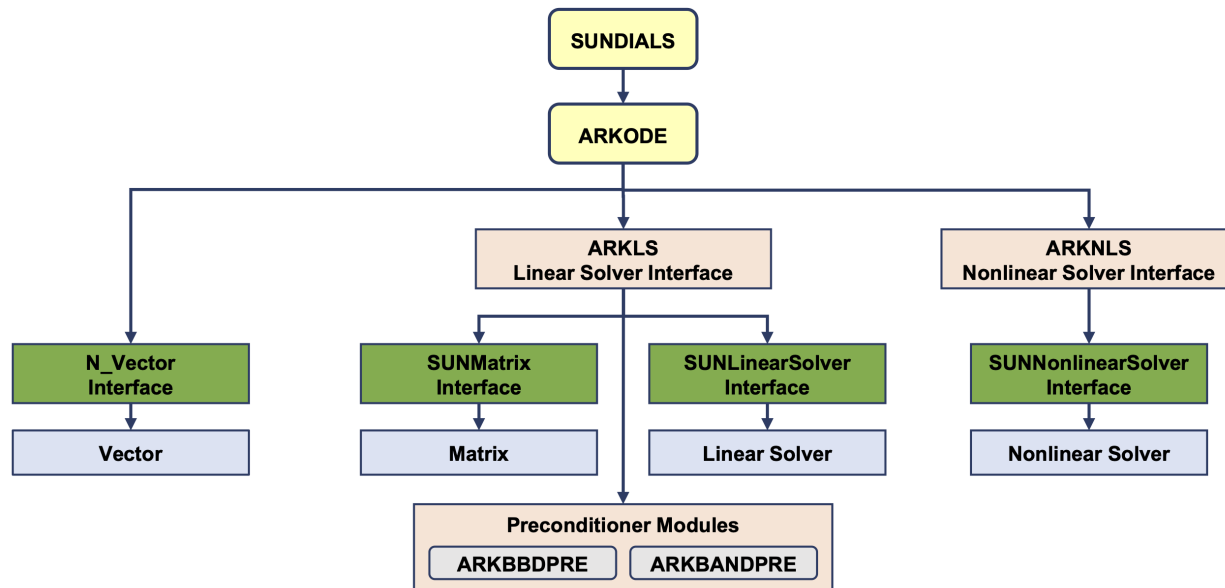 SUNDIALS
ARKODE
ARKLS
Linear Solver Interface
ARKNLS
Nonlinear Solver Interface
N_Vector
Interface
SUNMatrix
Interface
SUNLinearSolver
Interface
SUNNonlinearSolver
Interface
Vector
Matrix
Linear Solver
Nonlinear Solver
Preconditioner Modules
ARKBBDPRE
ARKBANDPRE